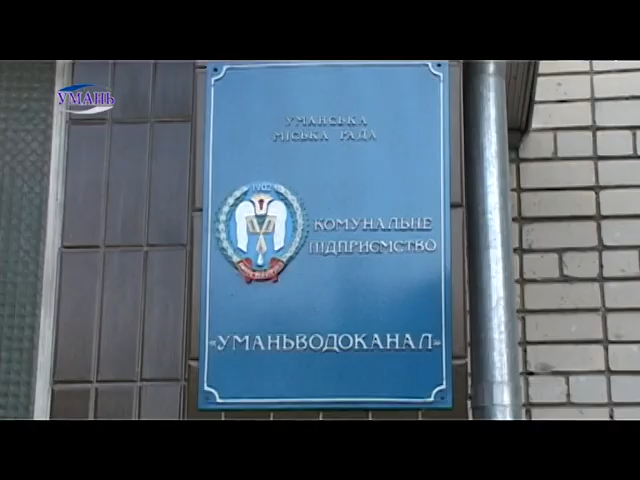 УМАНЬ
УМАНСЬКА
МІСЬКА РАДА
1902
КОМУНАЛЬНЕ
ПІДПРИЄМСТВО
«УМАНЬВОДОКАНАЛ»